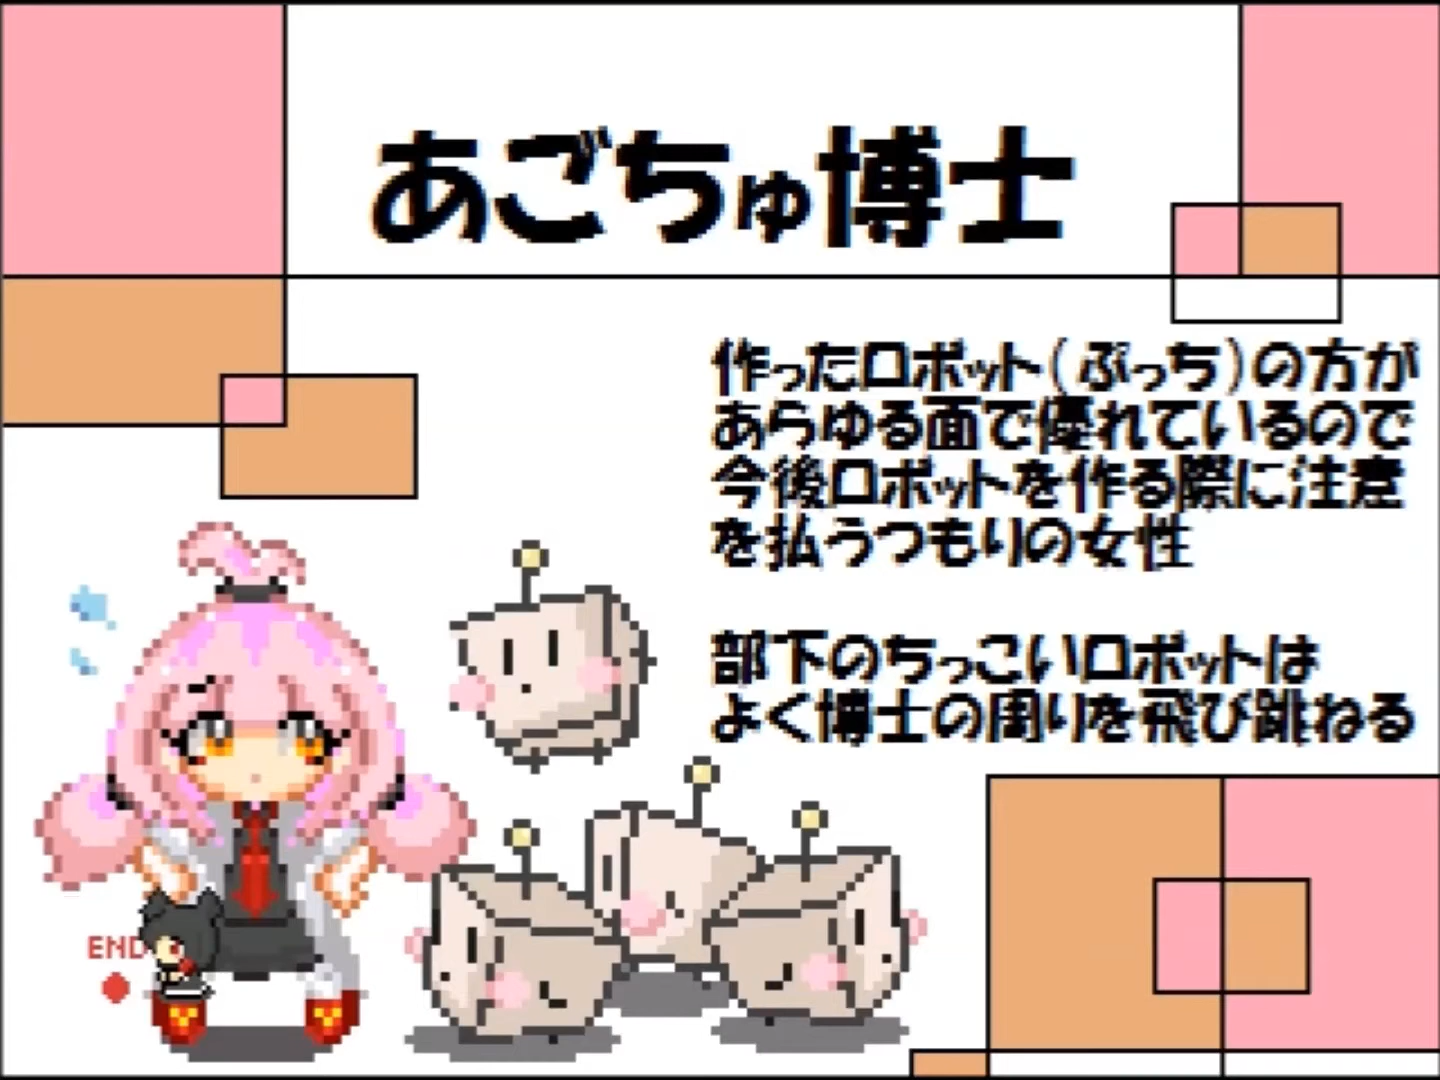 あごちゅ博士
作ったロボット(ぷっち)の方が
あらゆる面で優れているので
今後ロボットを作る際に注意
を払うつもりの女性
部下のちっこいロボットは
よく博士の周りを飛び跳ねる
END